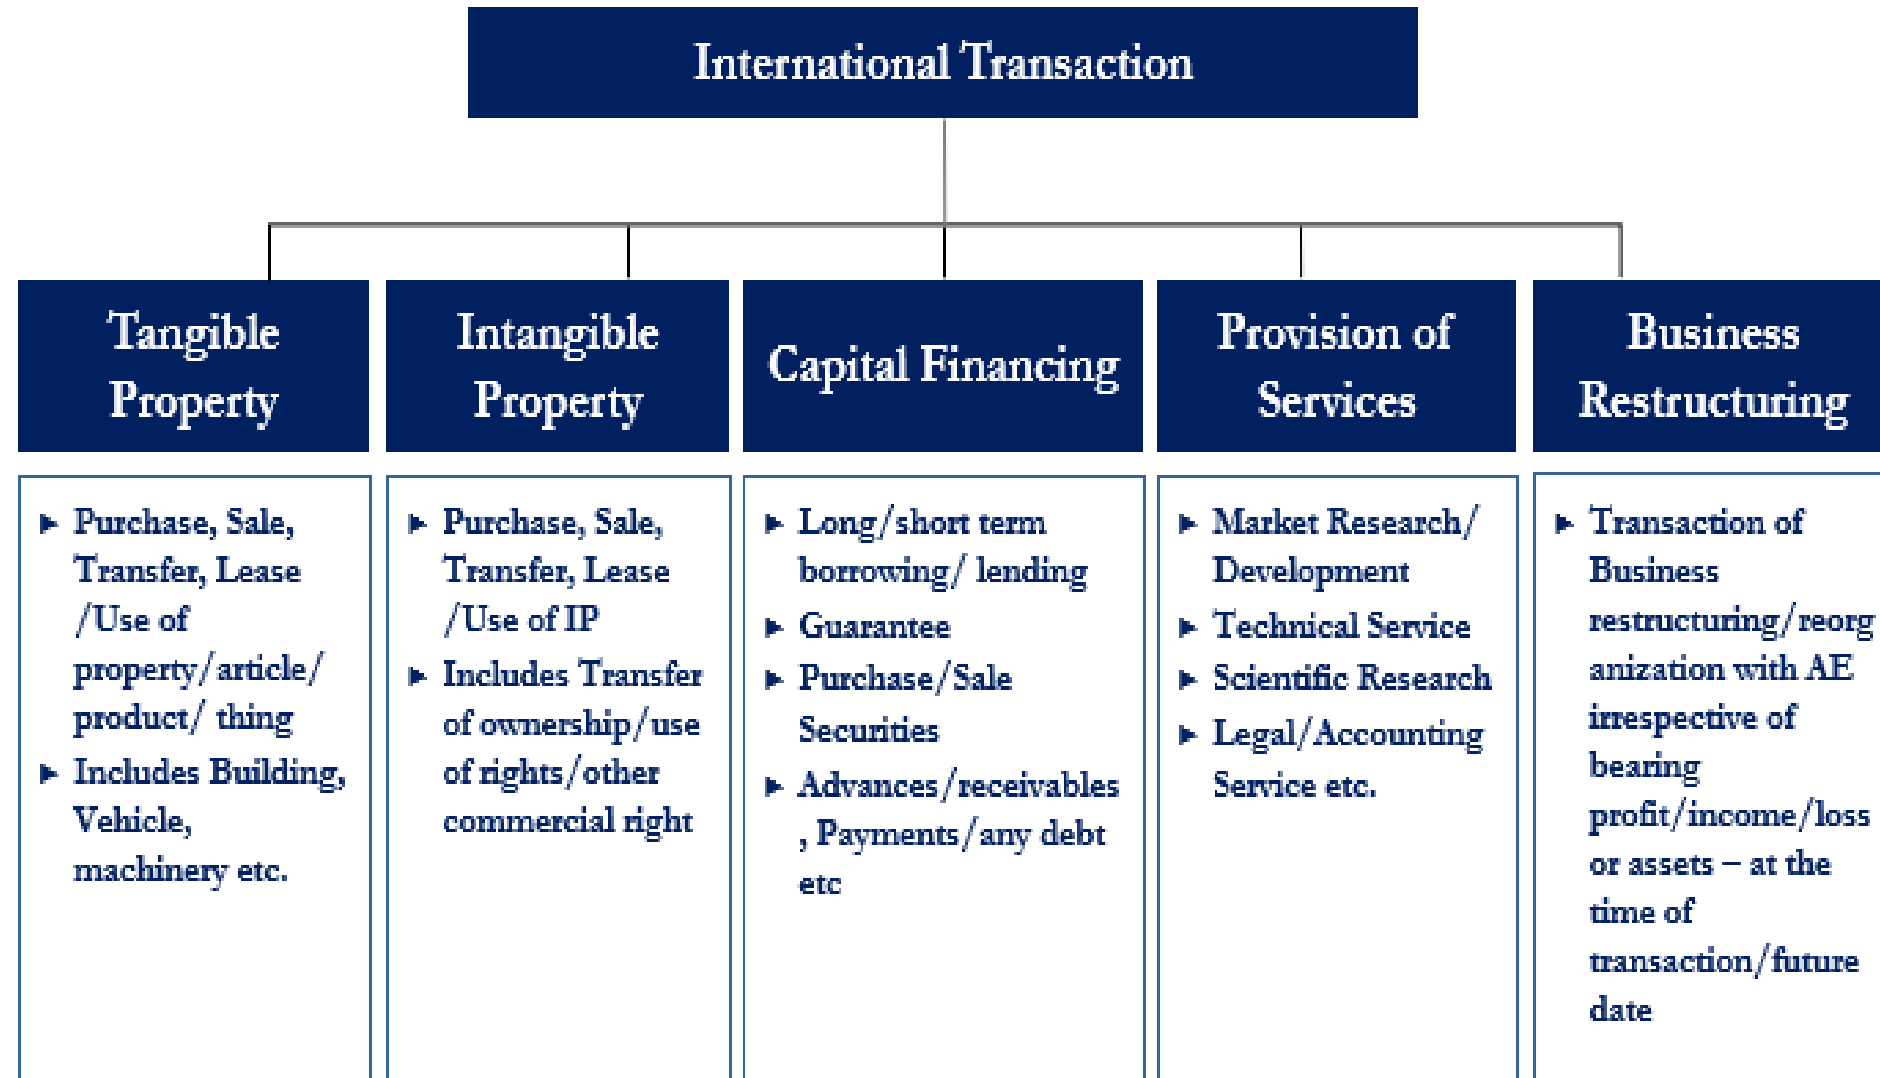 International Transaction
Tangible
Property
Intangible
Property
Capital Financing
Provision of
Services
Business
Restructuring
Purchase, Sale,
Transfer, Lease
/Use of
property/article/
product/ thing
Includes Building,
Vehicle,
machinery etc.
Purchase, Sale,
Transfer, Lease
/Use of IP
Includes Transfer
of ownership/use
of rights/other
commercial right
Long/short term
borrowing/ lending
Guarantee
Purchase/Sale
Securities
Advances/receivables
, Payments/any debt
etc
Market Research/
Development
Technical Service
Scientific Research
Legal/Accounting
Service etc.
Transaction of
Business
restructuring/reorg
anization with AE
irrespective of
bearing
profit/income/loss
or assets – at the
time of
transaction/future
date